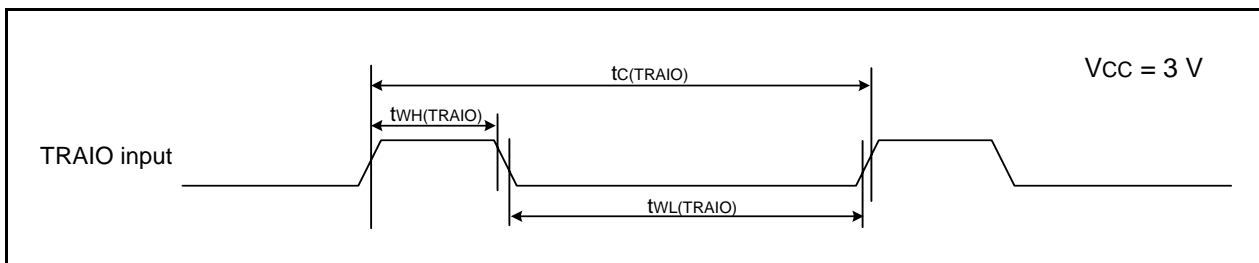 tC(TRAIO)
VCC = 3 V
tWH(TRAIO)
TRAIO input
tWL(TRAIO)